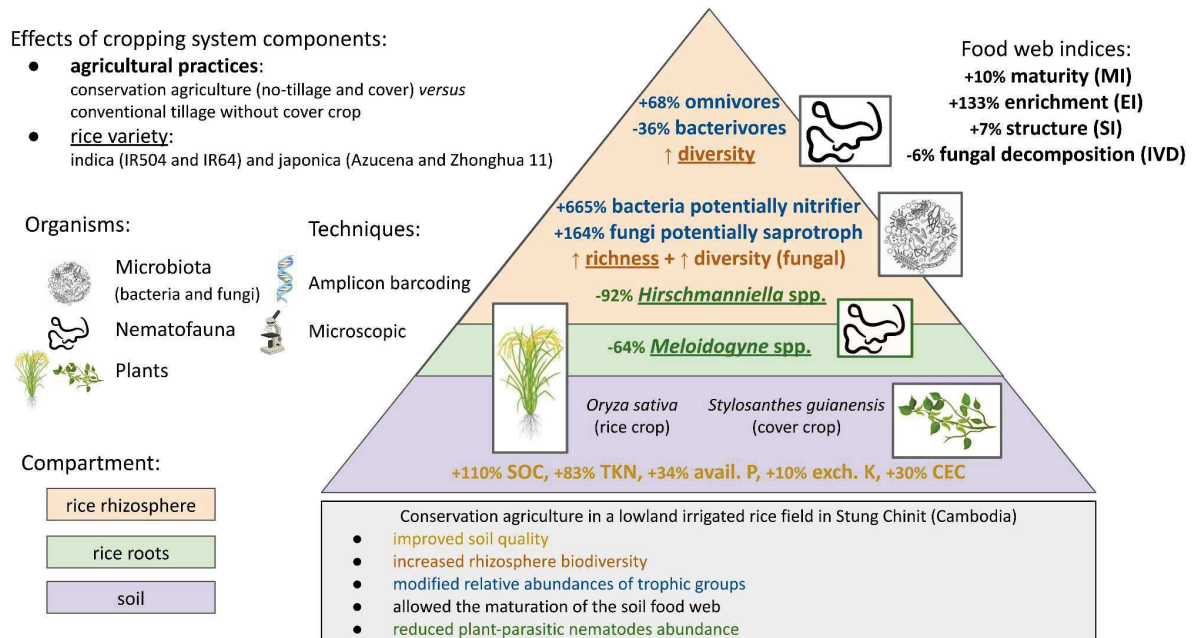 Effects of cropping system components:
● agricultural practices:
conservation agriculture (no-tillage and cover) versus
conventional tillage without cover crop
● rice variety:
indica (IR504 and IR64) and japonica (Azucena and Zhonghua 11)
Organisms:
Microbiota
(bacteria and fungi)
Nematofauna
Plants
Techniques:
Amplicon barcoding
Microscopic
Compartment:
rice rhizosphere
rice roots
soil
+68% omnivores
-36% bacterivores
↑ diversity
+665% bacteria potentially nitrifier
+164% fungi potentially saprotroph
↑ richness + ↑ diversity (fungal)
-92% Hirschmanniella spp.
-64% Meloidogyne spp.
Oryza sativa
(rice crop)
Stylosanthes guianensis
(cover crop)
+110% SOC, +83% TKN, +34% avail. P, +10% exch. K, +30% CEC
Food web indices:
+10% maturity (MI)
+133% enrichment (EI)
+7% structure (SI)
-6% fungal decomposition (IVD)
Conservation agriculture in a lowland irrigated rice field in Stung Chinit (Cambodia)
● improved soil quality
● increased rhizosphere biodiversity
● modified relative abundances of trophic groups
● allowed the maturation of the soil food web
● reduced plant-parasitic nematodes abundance